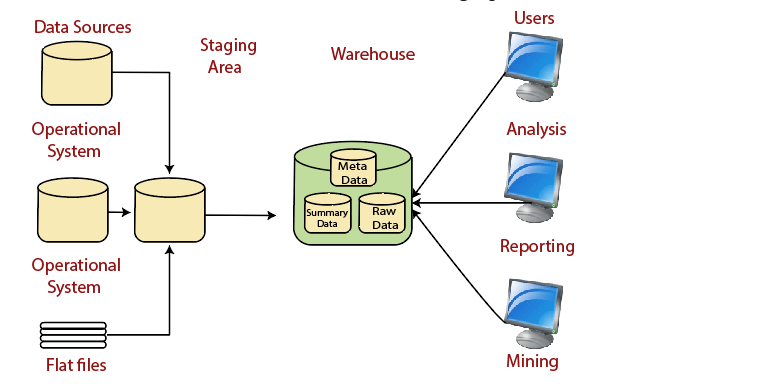 Data Sources
Staging
Area
Warehouse
Users
Operational
System
Analysis
Meta
Data
Summary
Data
Raw
Data
Operational
System
Reporting
Flat files
Mining